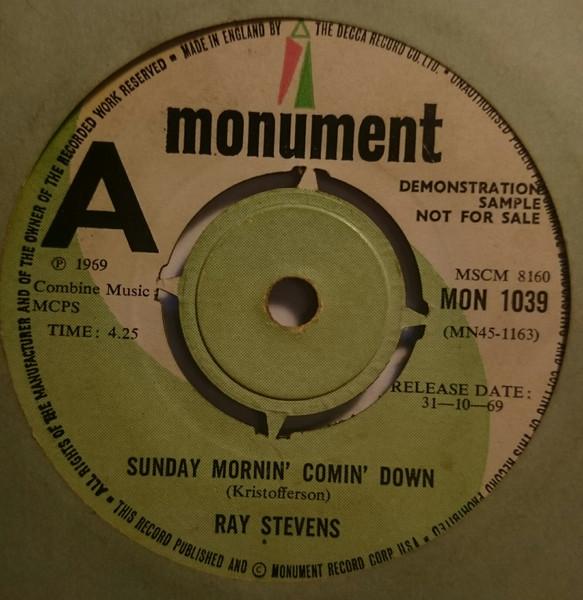 MADE IN ENGLAND BY THE DECCA RECORD CO. LTD.
monument
A
DEMONSTRATION
SAMPLE
NOT FOR SALE
℗ 1969
Combine Music:
MCPS
TIME: 4.25
MSCM 8160
MON 1039
(MN45-1163)
RELEASE DATE:
31—10—69
SUNDAY MORNIN' COMIN' DOWN
(Kristofferson)
RAY STEVENS
ALL RIGHTS OF THE MANUFACTURER AND OF THE OWNER OF THE RECORDED WORK RESERVED
UNAUTHORISED PUBLIC
PROHIBITED
THIS RECORD PUBLISHED AND © MONUMENT RECORD CORP. USA